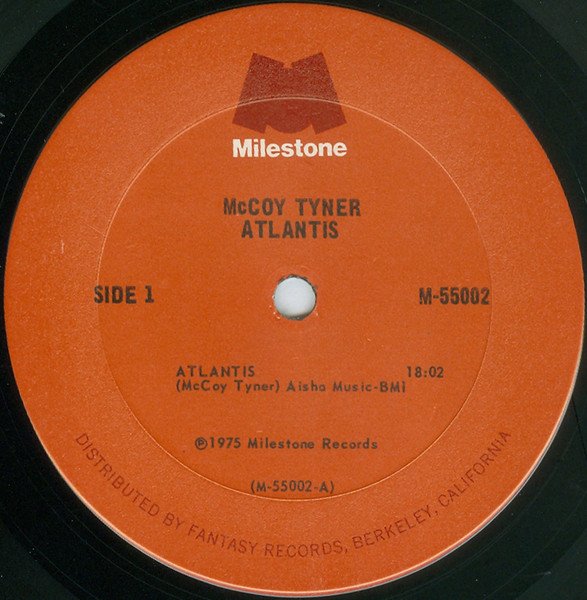 Milestone
McCOY TYNER
ATLANTIS
SIDE 1
M-55002
ATLANTIS 18:02
(McCoy Tyner) Aisha Music-BMI
℗1975 Milestone Records
(M-55002-A)
DISTRIBUTED BY FANTASY RECORDS, BERKELEY, CALIFORNIA